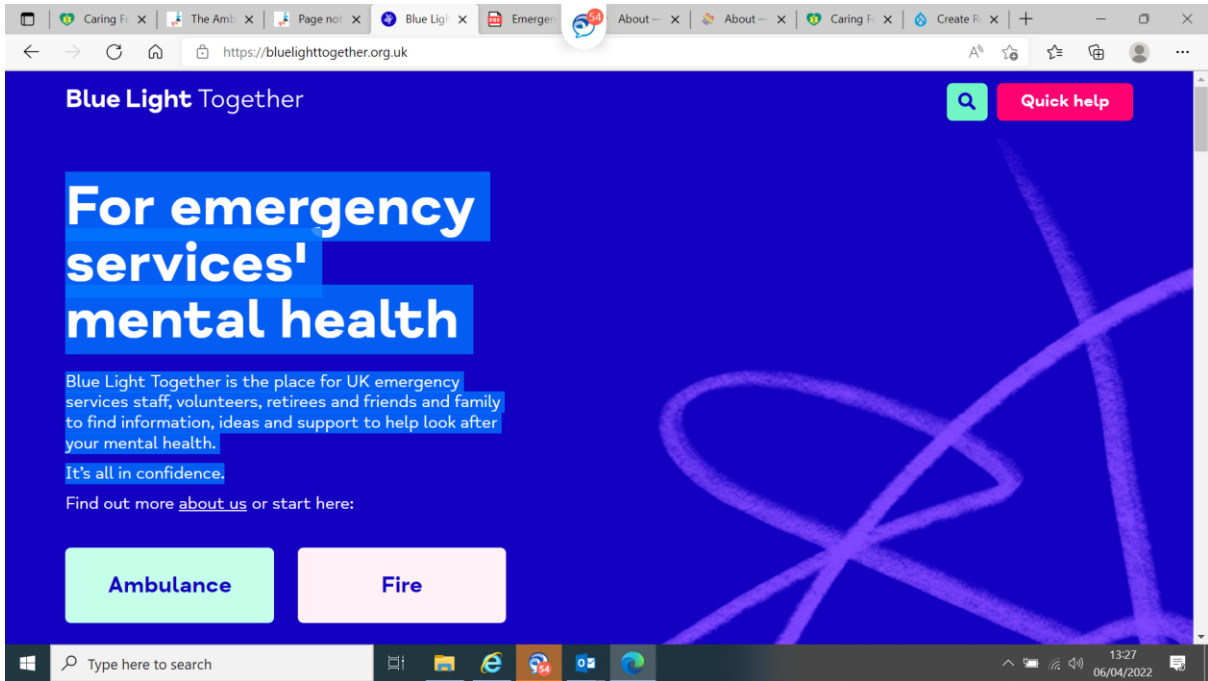 Caring Fo
The Amb
Page not
Blue Ligh
Emergen
54
About —
About —
Caring Fo
Create R
https://bluelighttogether.org.uk
Blue Light Together
Quick help
For emergency
services'
mental health
Blue Light Together is the place for UK emergency
services staff, volunteers, retirees and friends and family
to find information, ideas and support to help look after
your mental health.
It's all in confidence.
Find out more about us or start here:
Ambulance
Fire
Type here to search
54
13:27
06/04/2022